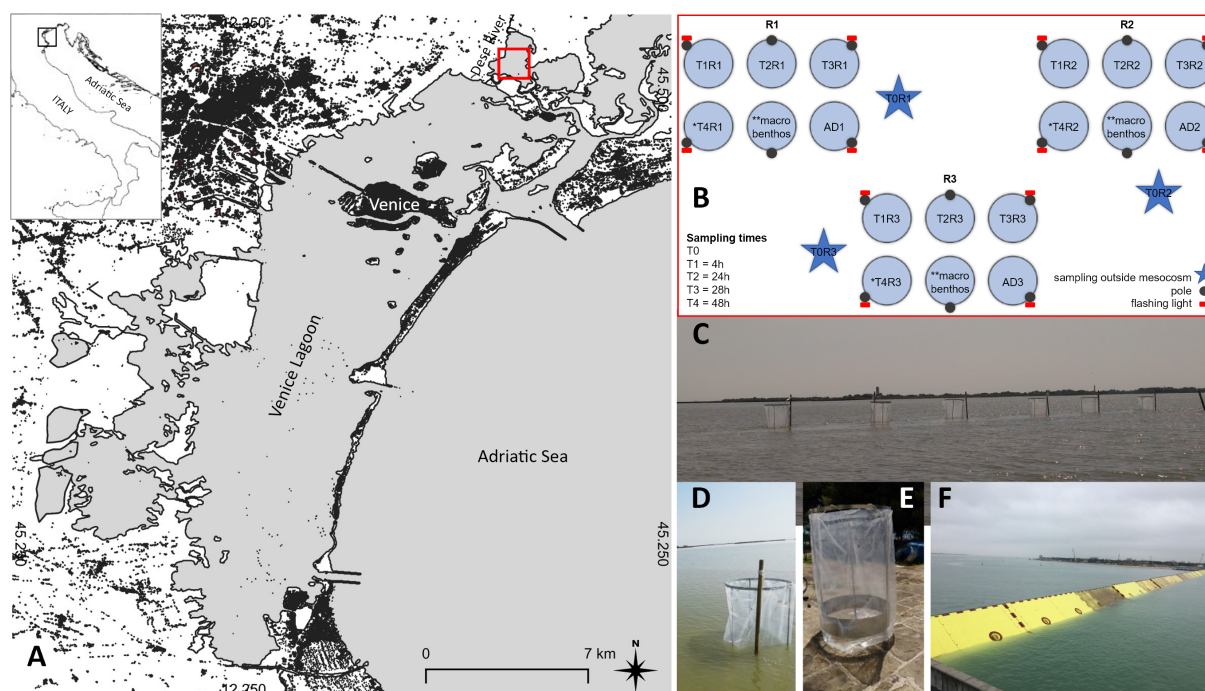 12.250
Dese River
45.500
ITALY
Adriatic Sea
Venice
Venice Lagoon
Adriatic Sea
45.250
45.250
A
0
7 km
N
12.250
R1
R2
T1R1
T2R1
T3R1
T1R2
T2R2
T3R2
T0R1
*T4R1
**macro
benthos
AD1
*T4R2
**macro
benthos
AD2
R3
B
T0R2
T1R3
T2R3
T3R3
Sampling times
T0
T1 = 4h
T2 = 24h
T3 = 28h
T4 = 48h
T0R3
*T4R3
**macro
benthos
AD3
sampling outside mesocosm
pole
flashing light
C
D
E
F